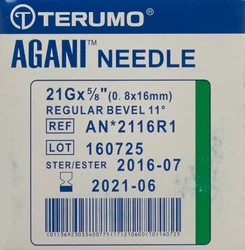 TERUMO
AGANI™ NEEDLE
21Gx⅝"(0. 8x16mm)
REGULAR BEVEL 11°
REF AN*2116R1
LOT 160725
STER/ESTER 2016-07
2021-06